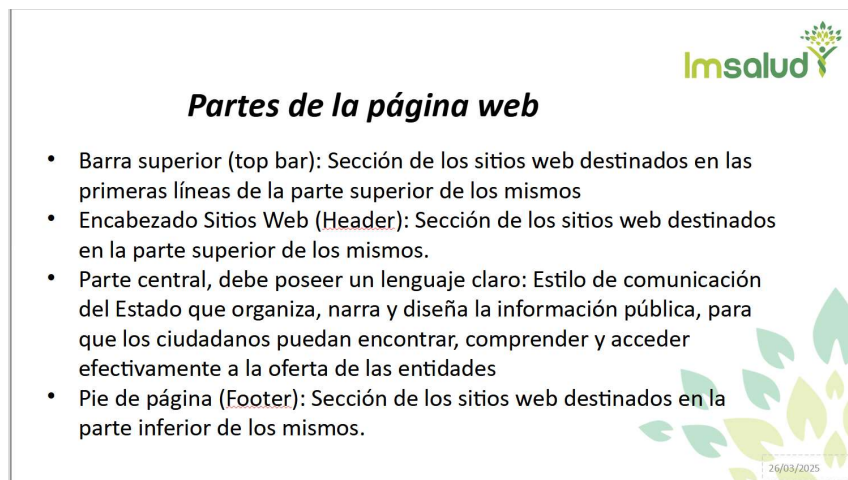 Imsalud
Partes de la página web
• Barra superior (top bar): Sección de los sitios web destinados en las
primeras líneas de la parte superior de los mismos
• Encabezado Sitios Web (Header): Sección de los sitios web destinados
en la parte superior de los mismos.
• Parte central, debe poseer un lenguaje claro: Estilo de comunicación
del Estado que organiza, narra y diseña la información pública, para
que los ciudadanos puedan encontrar, comprender y acceder
efectivamente a la oferta de las entidades
• Pie de página (Footer): Sección de los sitios web destinados en la
parte inferior de los mismos.
26/03/2025